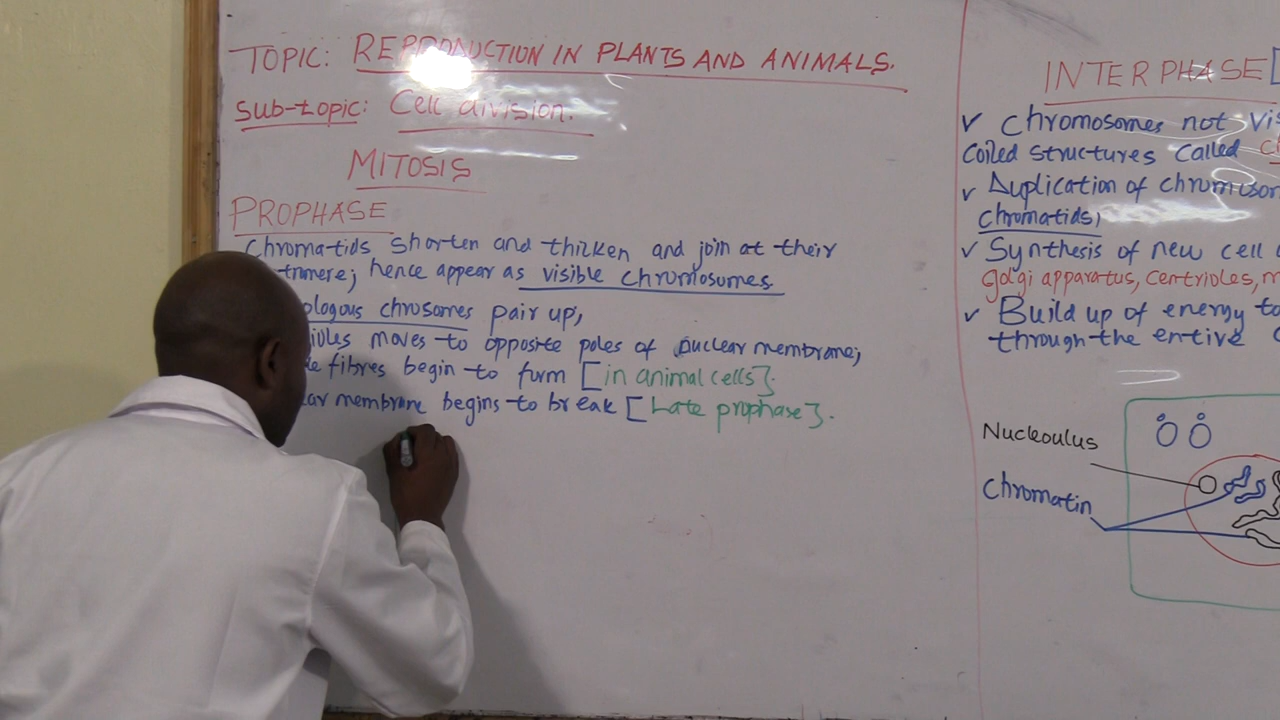 TOPIC: REPRODUCTION IN PLANTS AND ANIMALS.
Sub-topic: Cell division.
MITOSIS
PROPHASE
Chromatids shorten and thicken and join at their
hence appear as visible chromosomes.
chrosomes pair up;
moves to opposite poles of nuclear membrane;
fibres begin to form [in animal cells].
membrane begins to break [Late prophase].
INTERPHASE [
✓ Chromosomes not
Coiled structures called
✓ Duplication of
chromatids;
✓ Synthesis of new cell
golgi apparatus, centrioles,
✓ Build up of energy to
through the entire
Nucleoulus
Chromatin